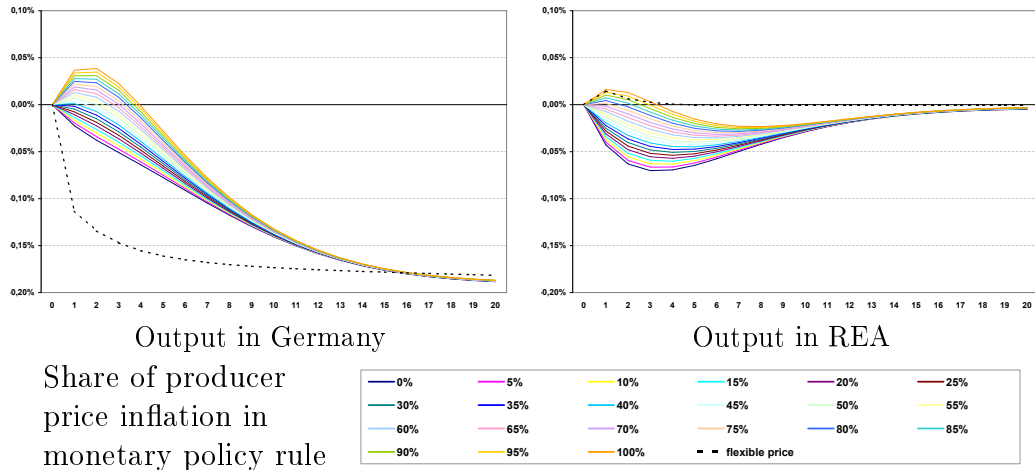 0,10% 0,10%
0,05% 0,05%
0,00% 0,00%
-0,05% -0,05%
-0,10% -0,10%
-0,15% -0,15%
-0,20% -0,20%
0 1 2 3 4 5 6 7 8 9 10 11 12 13 14 15 16 17 18 19 20 0 1 2 3 4 5 6 7 8 9 10 11 12 13 14 15 16 17 18 19 20
Output in Germany Output in REA
Share of producer
price inflation in
monetary policy rule
0% 5% 10% 15% 20% 25%
30% 35% 40% 45% 50% 55%
60% 65% 70% 75% 80% 85%
90% 95% 100% flexible price